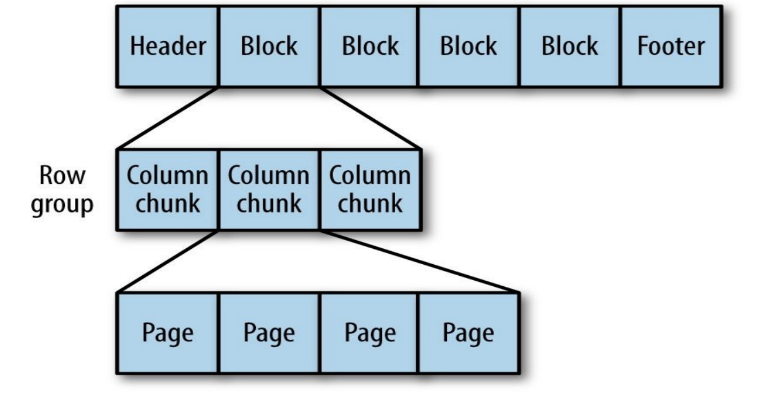 Header Block Block Block Block Footer
Row
group
Column Column Column
chunk chunk chunk
Page Page Page Page